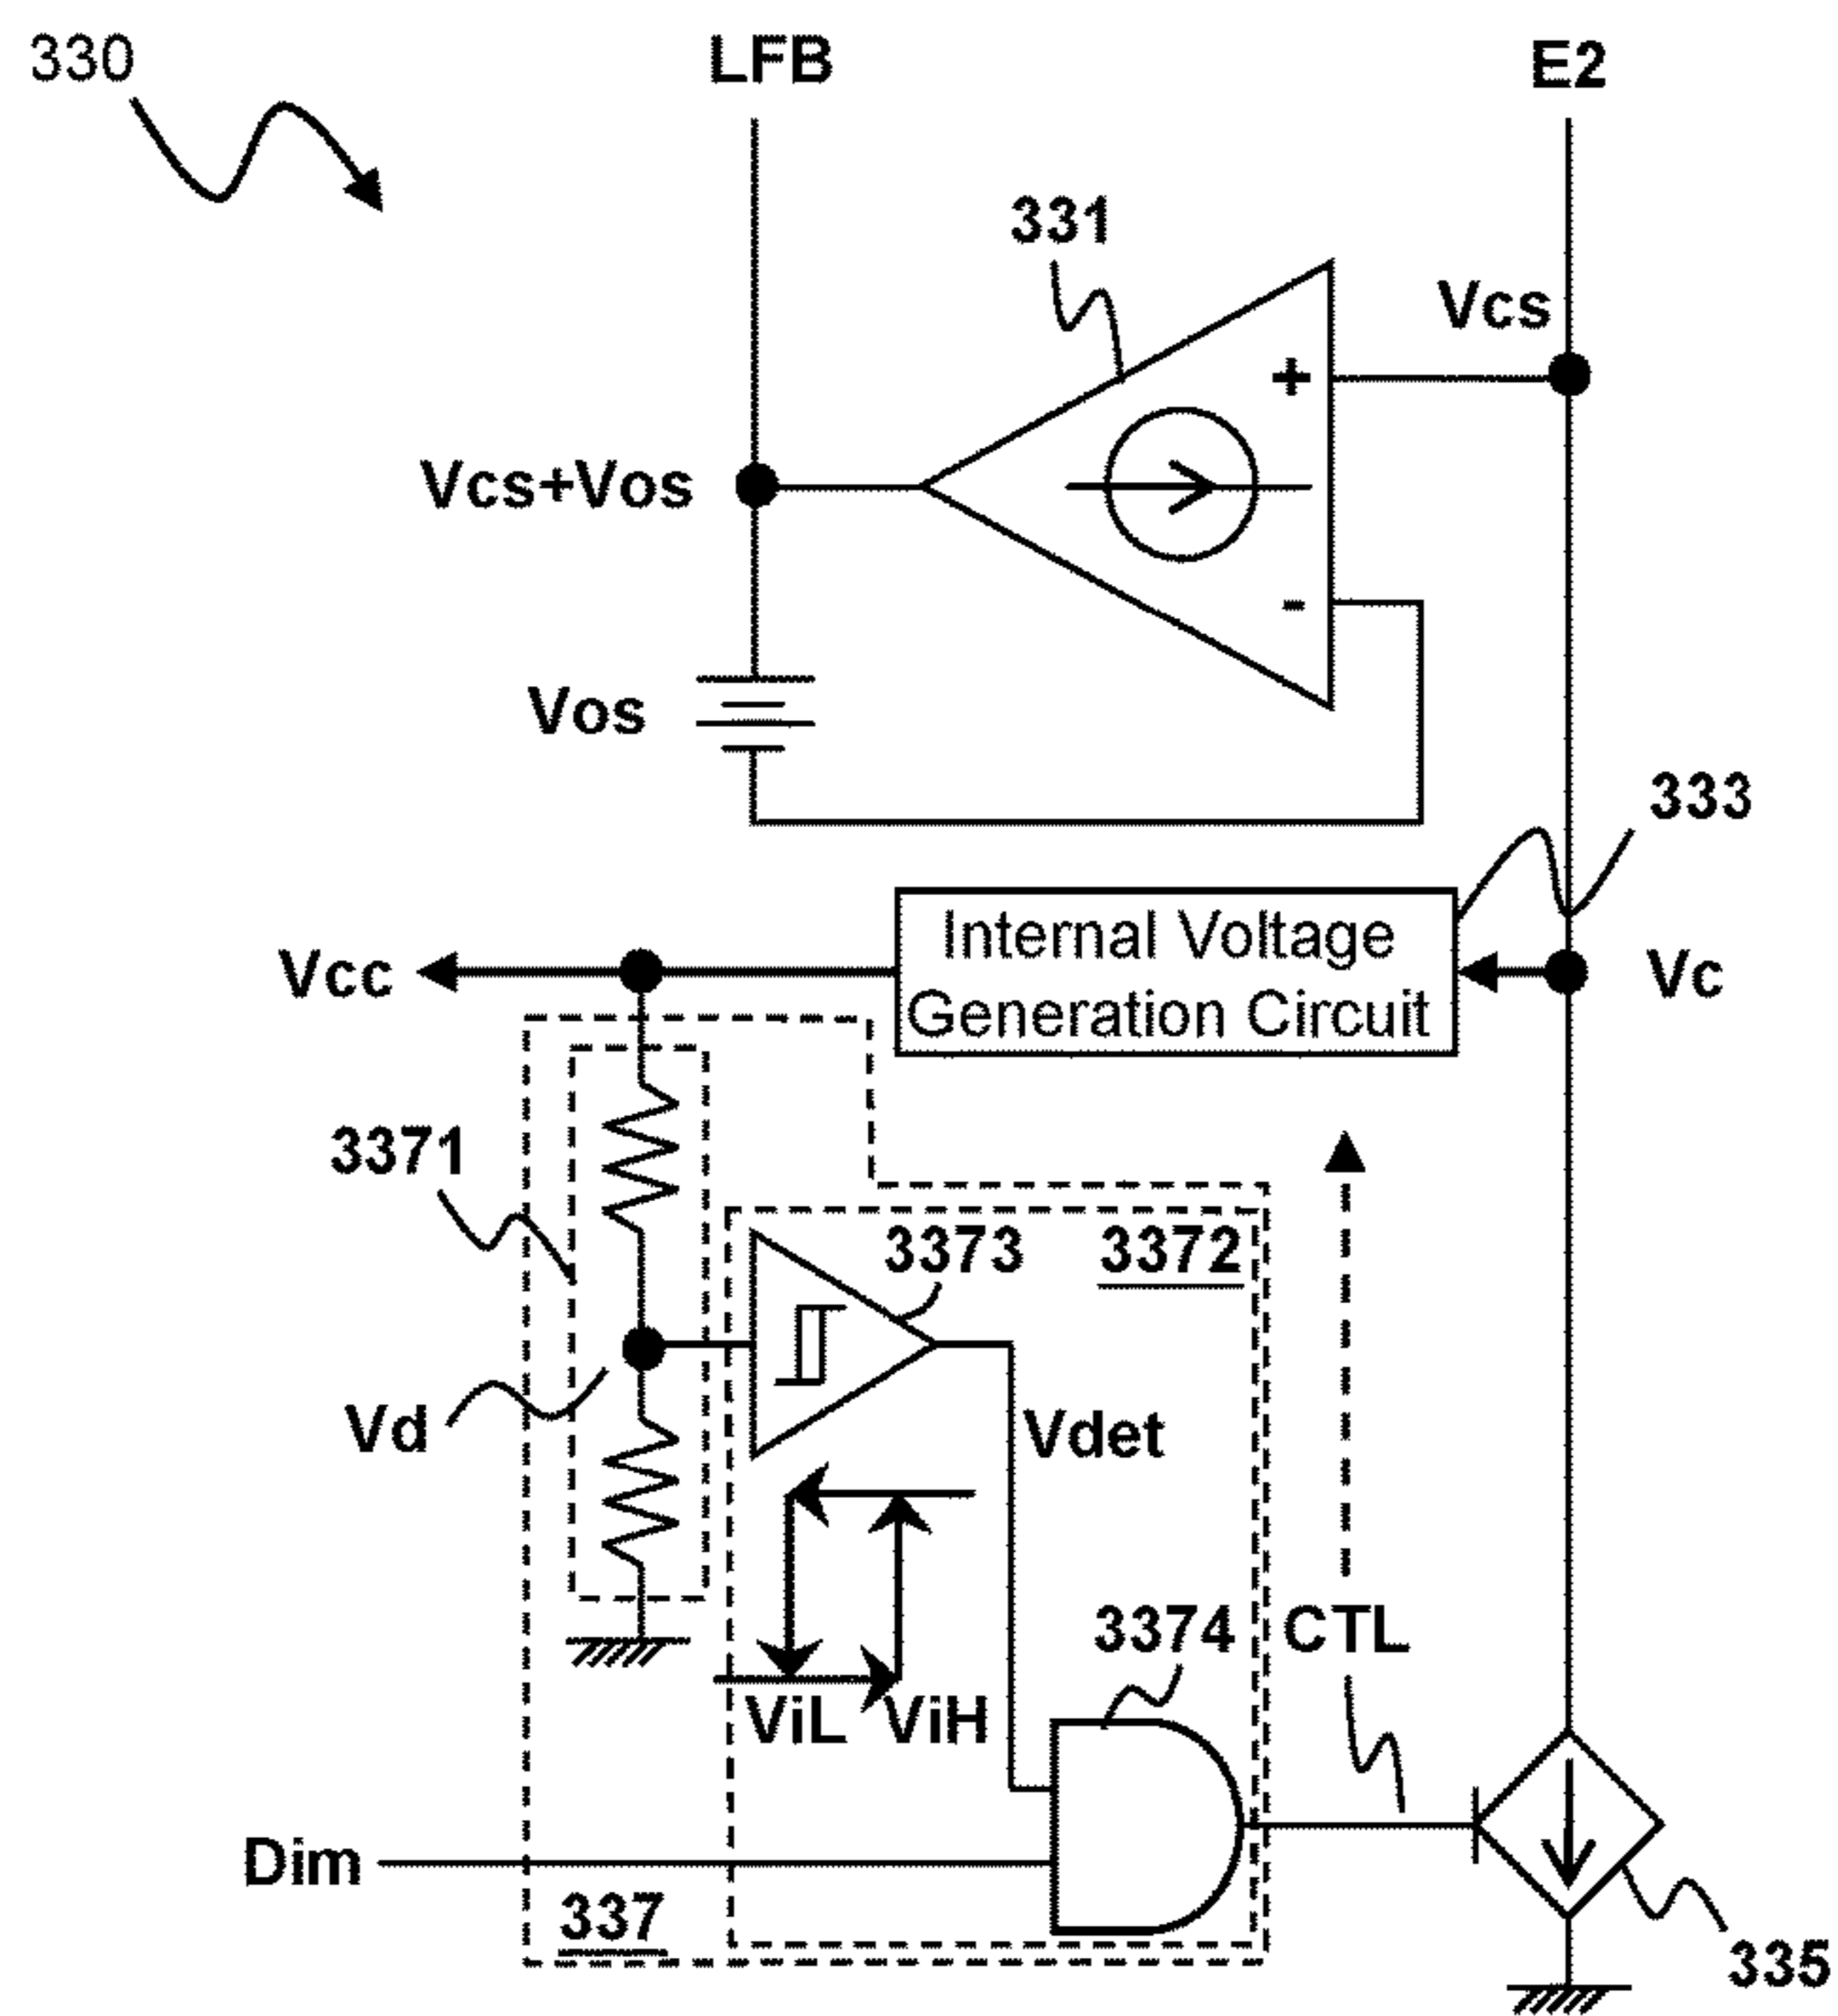 330
LFB
E2
331
Vcs
+
Vcs+Vos
-
Vos
333
Internal Voltage
Generation Circuit
Vcc
Vc
3371
3373
3372
Vd
Vdet
3374
CTL
ViL
ViH
Dim
337
335